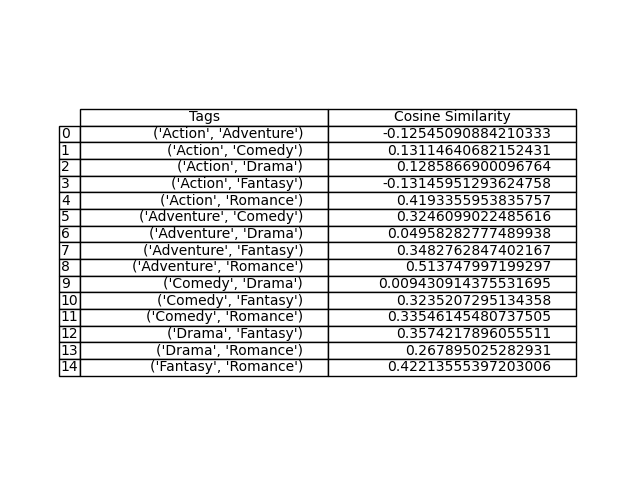 Tags Cosine Similarity
0 ('Action', 'Adventure') -0.12545090884210333
1 ('Action', 'Comedy') 0.13114640682152431
2 ('Action', 'Drama') 0.1285866900096764
3 ('Action', 'Fantasy') -0.13145951293624758
4 ('Action', 'Romance') 0.4193355953835757
5 ('Adventure', 'Comedy') 0.3246099022485616
6 ('Adventure', 'Drama') 0.04958282777489938
7 ('Adventure', 'Fantasy') 0.3482762847402167
8 ('Adventure', 'Romance') 0.513747997199297
9 ('Comedy', 'Drama') 0.009430914375531695
10 ('Comedy', 'Fantasy') 0.3235207295134358
11 ('Comedy', 'Romance') 0.33546145480737505
12 ('Drama', 'Fantasy') 0.3574217896055511
13 ('Drama', 'Romance') 0.267895025282931
14 ('Fantasy', 'Romance') 0.42213555397203006